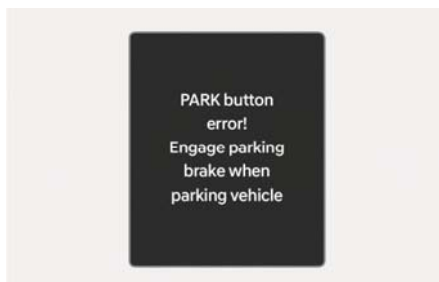 PARK button
error!
Engage parking
brake when
parking vehicle